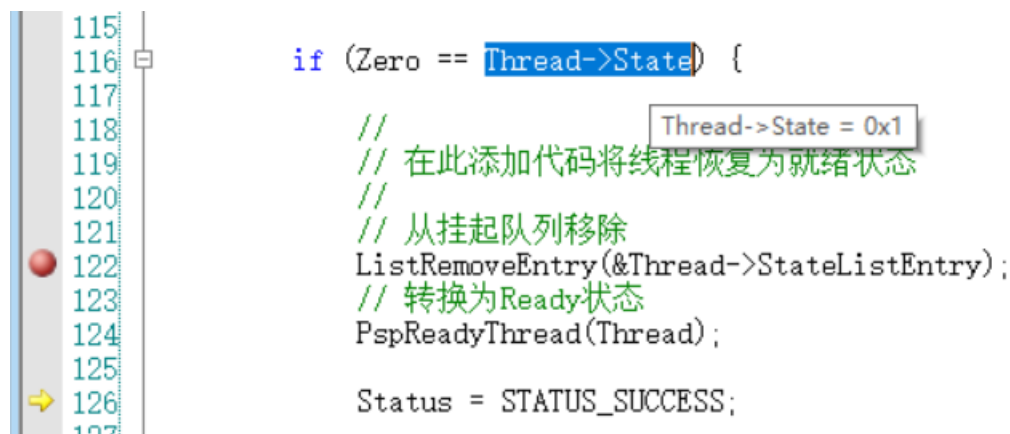 115
116 if (Zero == Thread->State) {
117
118 //
Thread->State = 0x1
119 // 在此添加代码将线程恢复为就绪状态
120 //
121 // 从挂起队列移除
122 ListRemoveEntry(&Thread->StateListEntry);
123 // 转换为Ready状态
124 PspReadyThread(Thread);
125
126 Status = STATUS_SUCCESS;
127